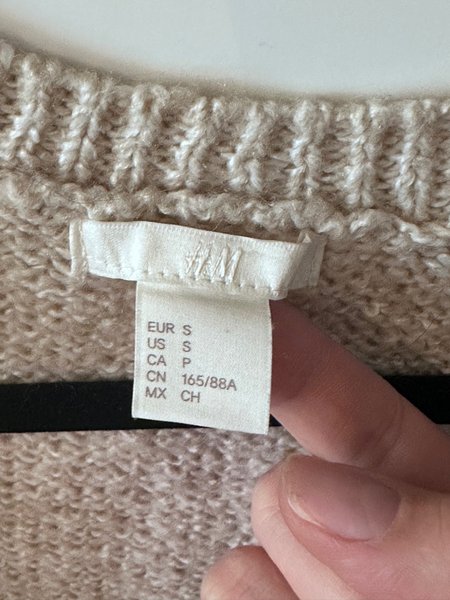 H&M
EUR S
US S
CA P
CN 165/88A
MX CH